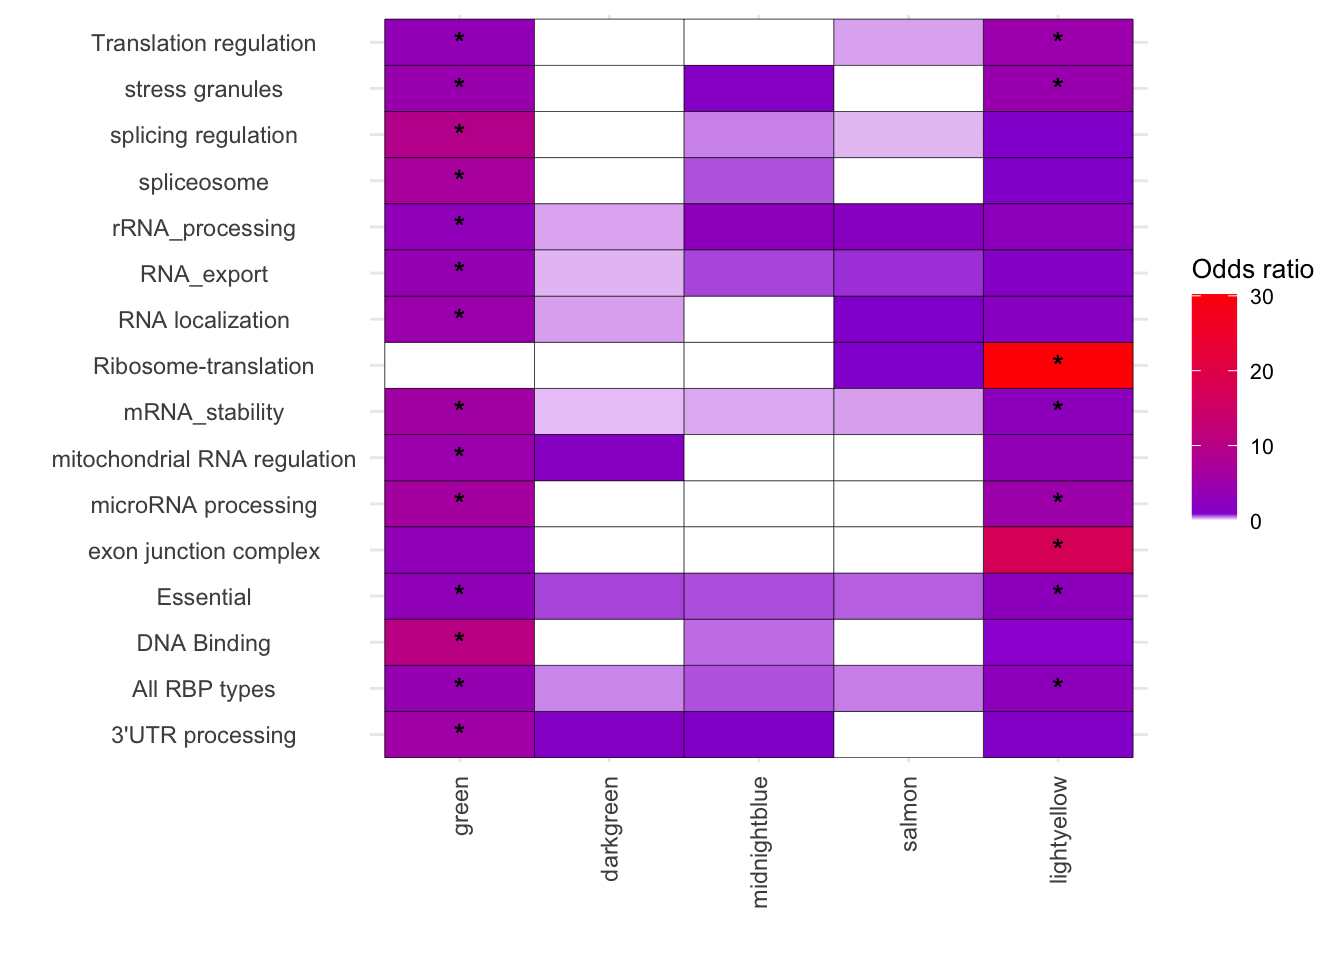 Translation regulation * *
stress granules * *
splicing regulation *
spliceosome *
rRNA_processing *
RNA_export *
RNA localization *
Ribosome-translation *
mRNA_stability * *
mitochondrial RNA regulation *
microRNA processing * *
exon junction complex *
Essential * *
DNA Binding *
All RBP types * *
3'UTR processing *
green
darkgreen
midnightblue
salmon
lightyellow
Odds ratio
30
20
10
0